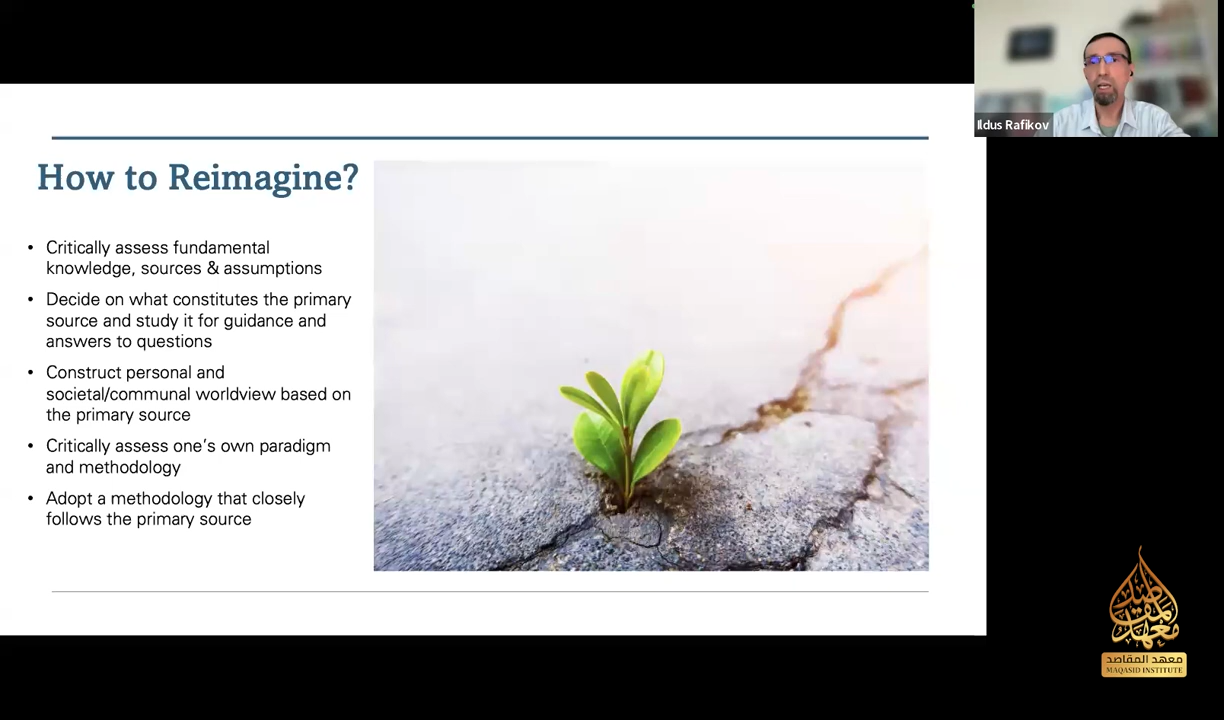 Ildus Rafikov
How to Reimagine?
• Critically assess fundamental
knowledge, sources & assumptions
• Decide on what constitutes the primary
source and study it for guidance and
answers to questions
• Construct personal and
societal/communal worldview based on
the primary source
• Critically assess one's own paradigm
and methodology
• Adopt a methodology that closely
follows the primary source
معهد المقاصد
معهد المقاصد
MAQASID INSTITUTE